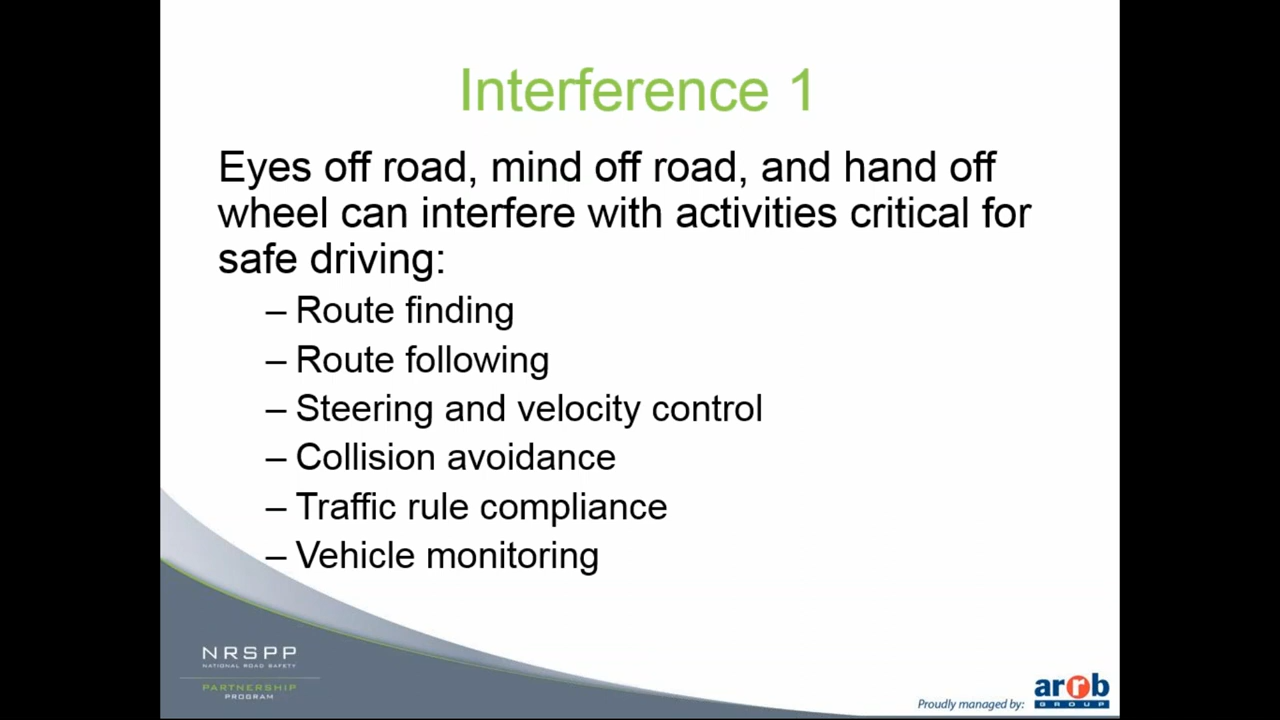 Interference 1
Eyes off road, mind off road, and hand off
wheel can interfere with activities critical for
safe driving:
– Route finding
– Route following
– Steering and velocity control
– Collision avoidance
– Traffic rule compliance
– Vehicle monitoring
NRSPP
NATIONAL ROAD SAFETY
PARTNERSHIP
PROGRAM
Proudly managed by:
arrb
GROUP